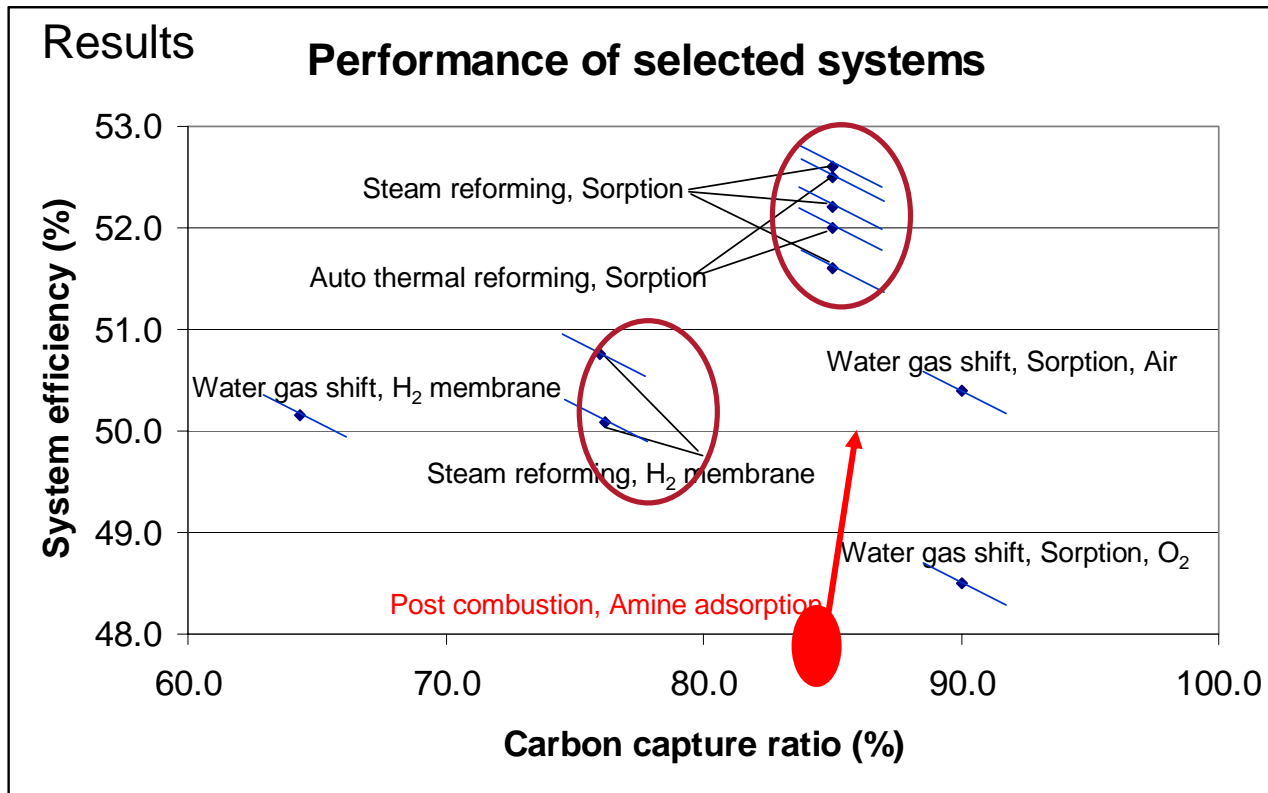 Results
Performance of selected systems
System efficiency (%)
53.0
52.0
51.0
50.0
49.0
48.0
Steam reforming, Sorption
Auto thermal reforming, Sorption
Water gas shift, H₂ membrane
Water gas shift, Sorption, Air
Steam reforming, H₂ membrane
Water gas shift, Sorption, O₂
Post combustion, Amine adsorption
60.0 70.0 80.0 90.0 100.0
Carbon capture ratio (%)